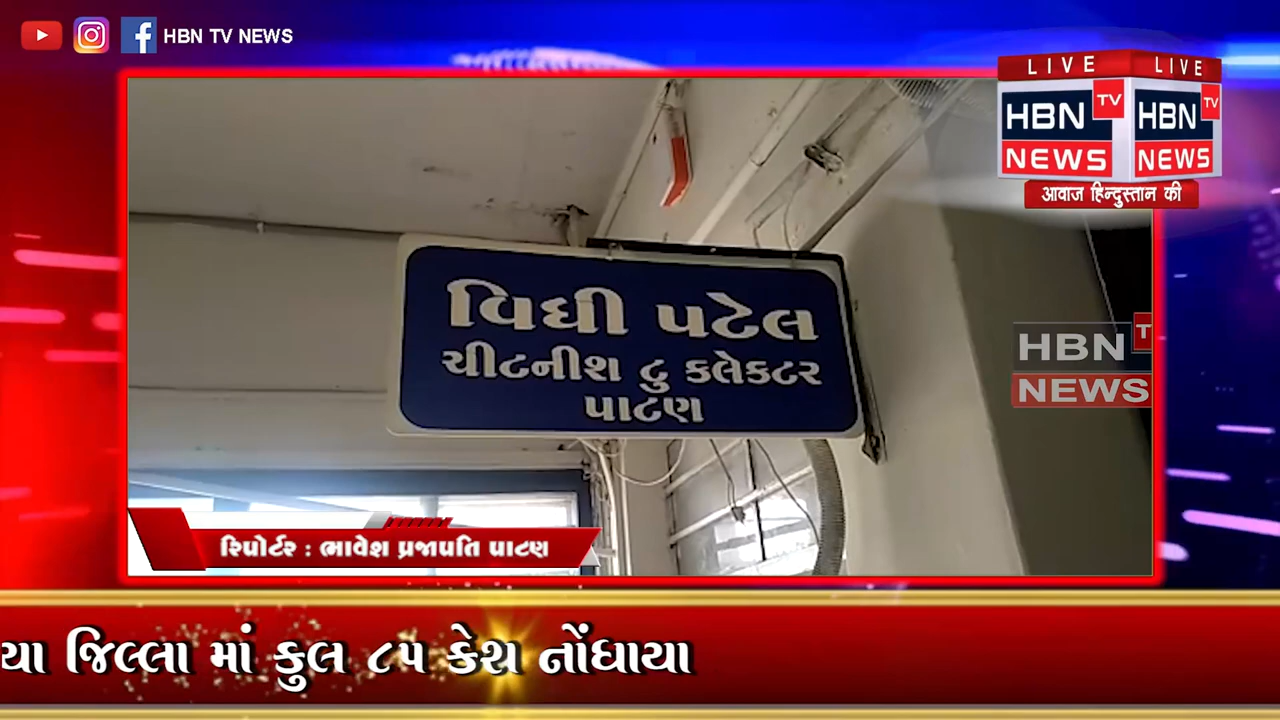 HBN TV NEWS
LIVE LIVE
HBN TV HBN TV
NEWS NEWS
आवाज़ हिन्दुस्तान की
વિધી પટેલ
ચીટનીશ ટુ કલેકટર
પાટણ
HBN T
NEWS
રિપોર્ટર : ભાવેશ પ્રજાપતિ પાટણ
યા જિલ્લા માં કુલ ૮૫ કેશ નોંધાયા